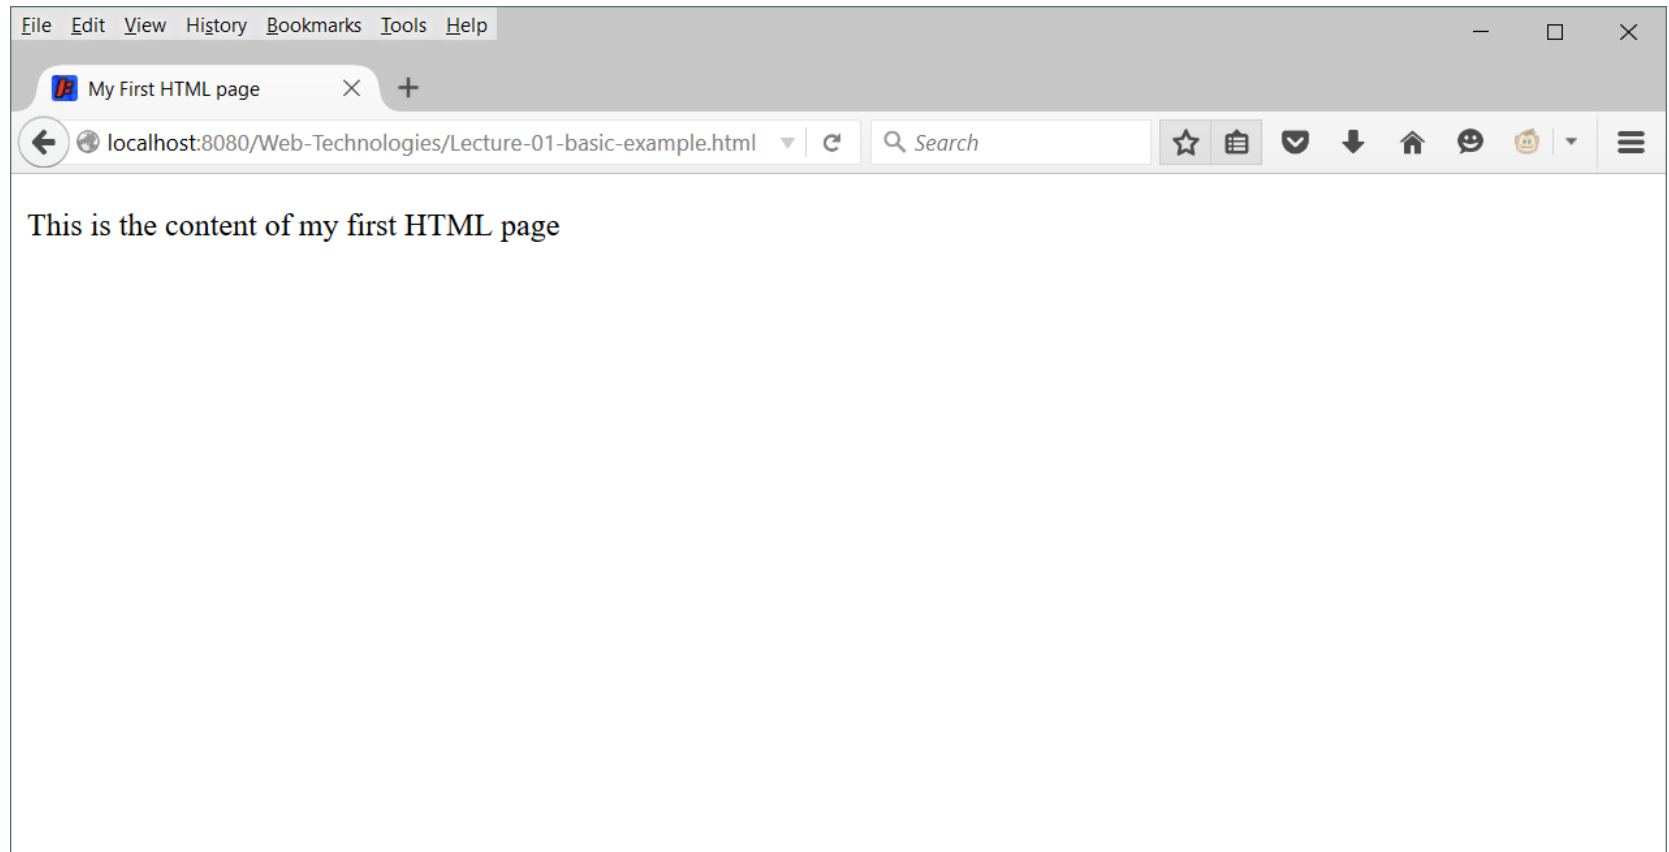 File Edit View History Bookmarks Tools Help
My First HTML page
localhost:8080/Web-Technologies/Lecture-01-basic-example.html Search
This is the content of my first HTML page